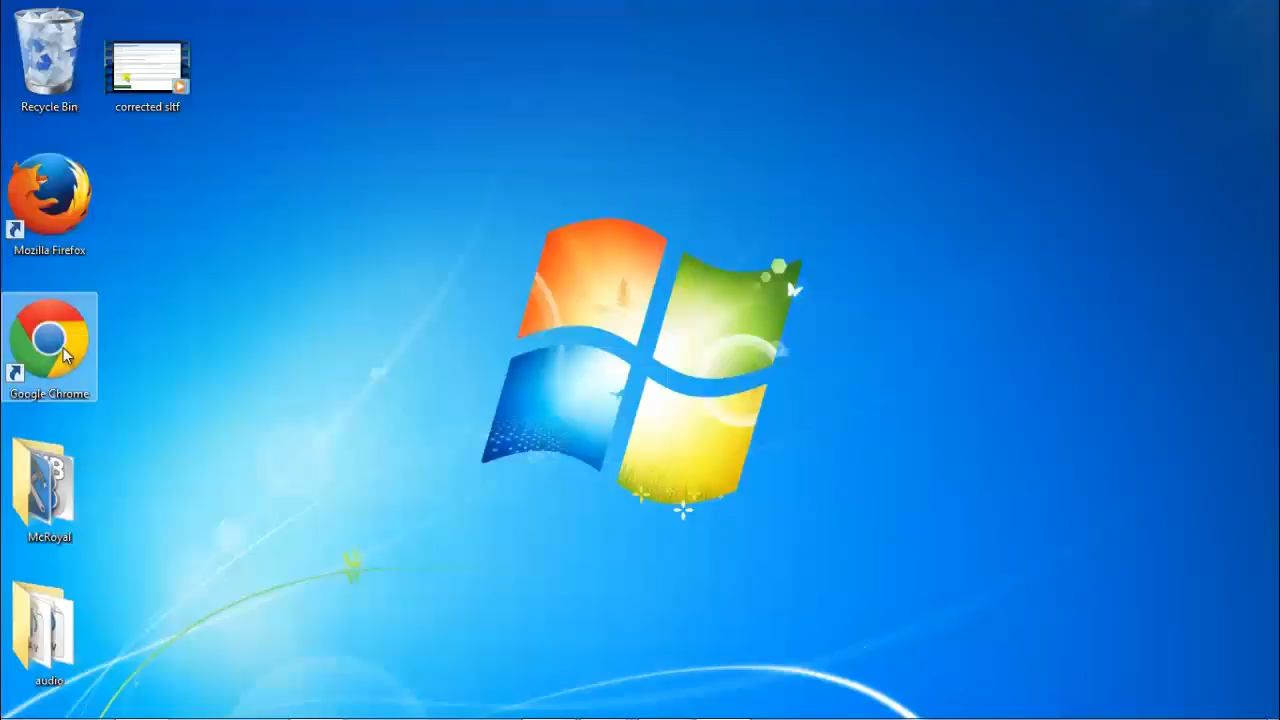 Recycle Bin
corrected sltf
Mozilla Firefox
Google Chrome
McRoyal
audio